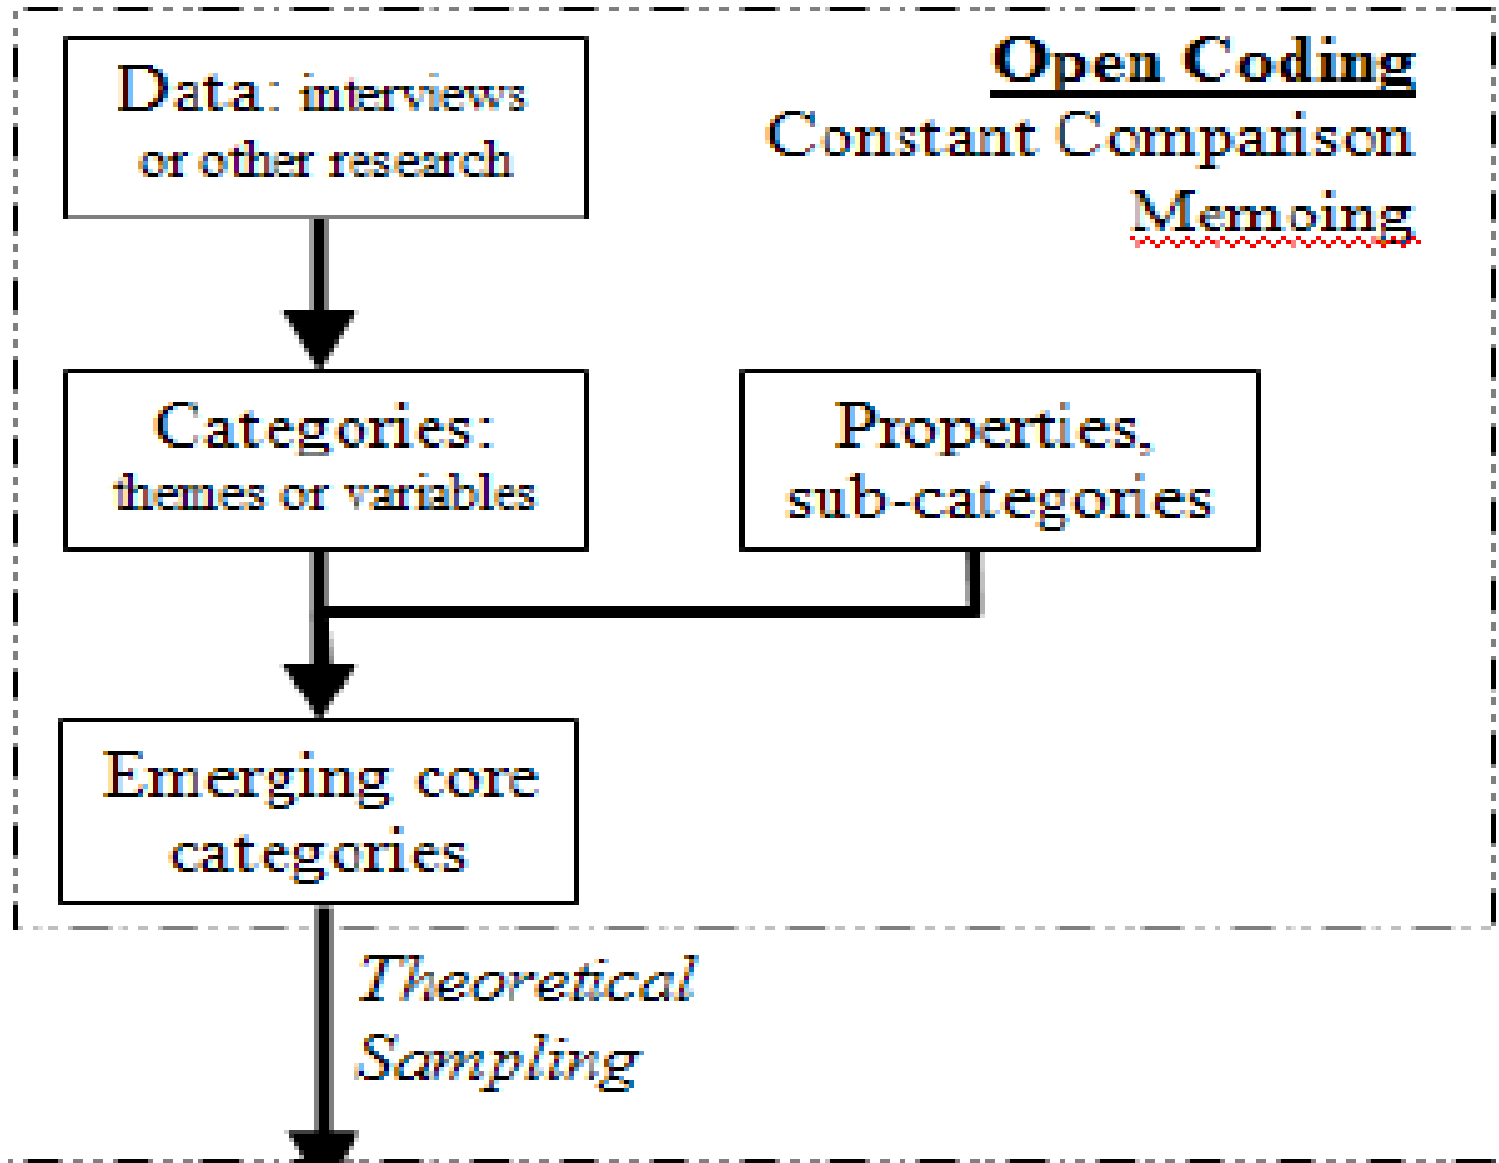 Data: interviews
or other research
Open Coding
Constant Comparison
Memoing
Categories:
themes or variables
Properties,
sub-categories
Emerging core
categories
Theoretical
Sampling